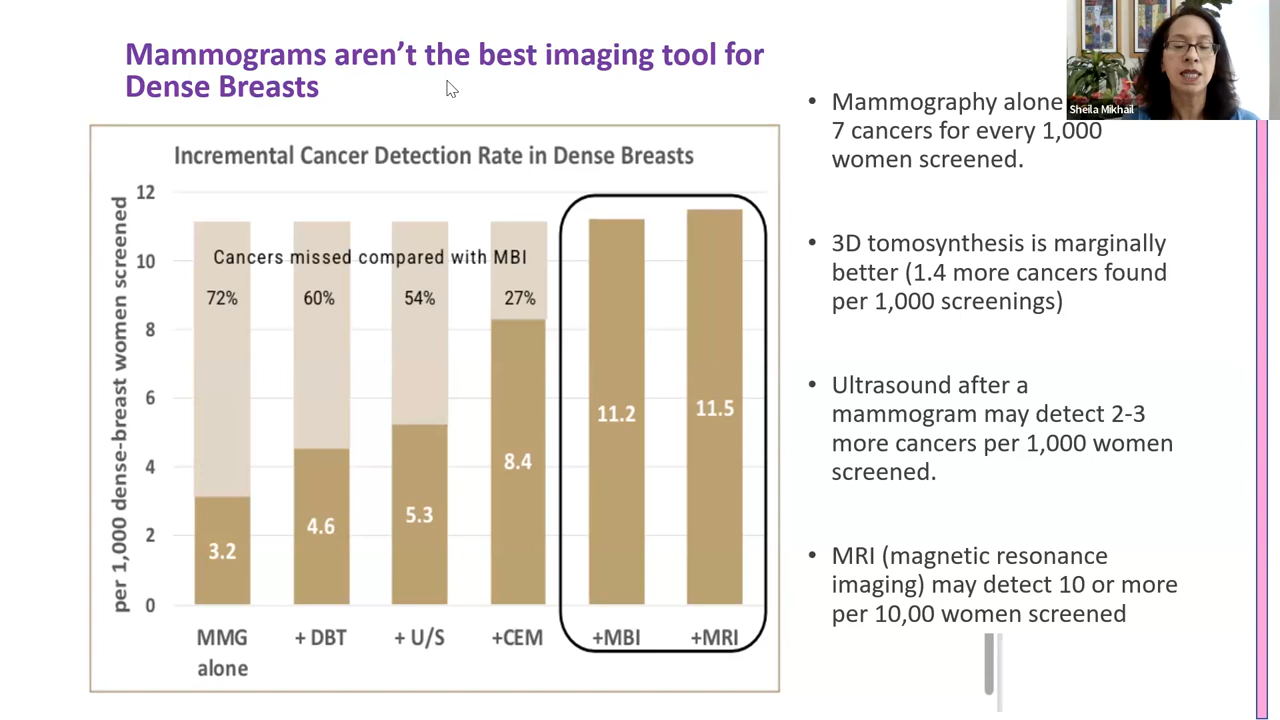 Mammograms aren't the best imaging tool for
Dense Breasts
Incremental Cancer Detection Rate in Dense Breasts
per 1,000 dense-breast women screened
12
10
8
6
4
2
0
Cancers missed compared with MBI
72% 60% 54% 27%
3.2 4.6 5.3 8.4 11.2 11.5
MMG + DBT + U/S +CEM +MBI +MRI
alone
• Mammography alone
7 cancers for every 1,000
women screened.
• 3D tomosynthesis is marginally
better (1.4 more cancers found
per 1,000 screenings)
• Ultrasound after a
mammogram may detect 2-3
more cancers per 1,000 women
screened.
• MRI (magnetic resonance
imaging) may detect 10 or more
per 10,00 women screened
Sheila Mikhail